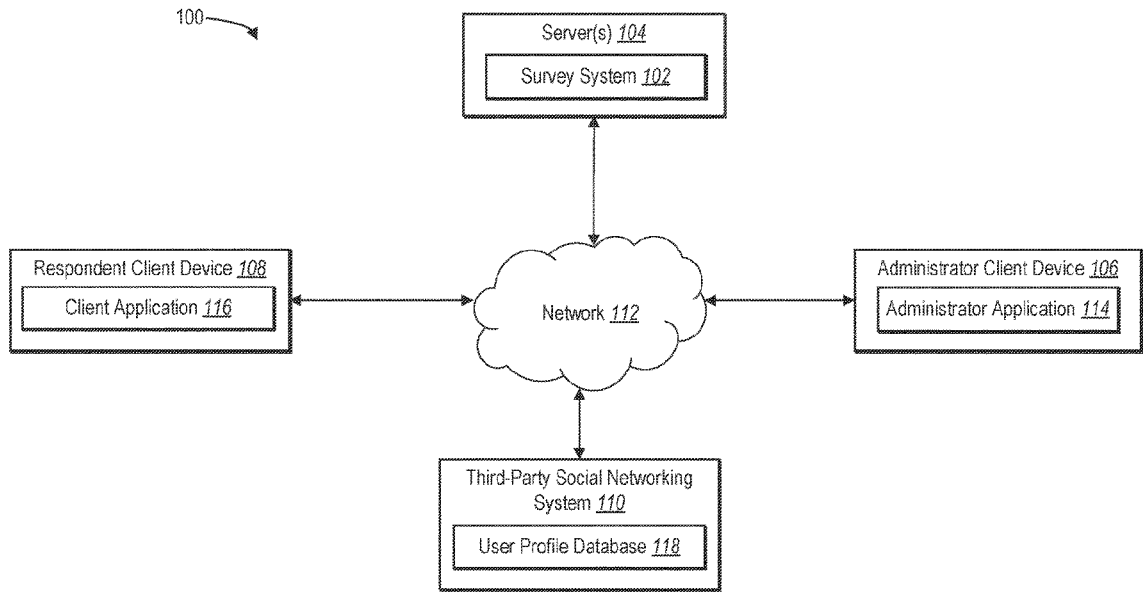 100
Server(s) 104
Survey System 102
Respondent Client Device 108
Client Application 116
Network 112
Administrator Client Device 106
Administrator Application 114
Third-Party Social Networking
System 110
User Profile Database 118